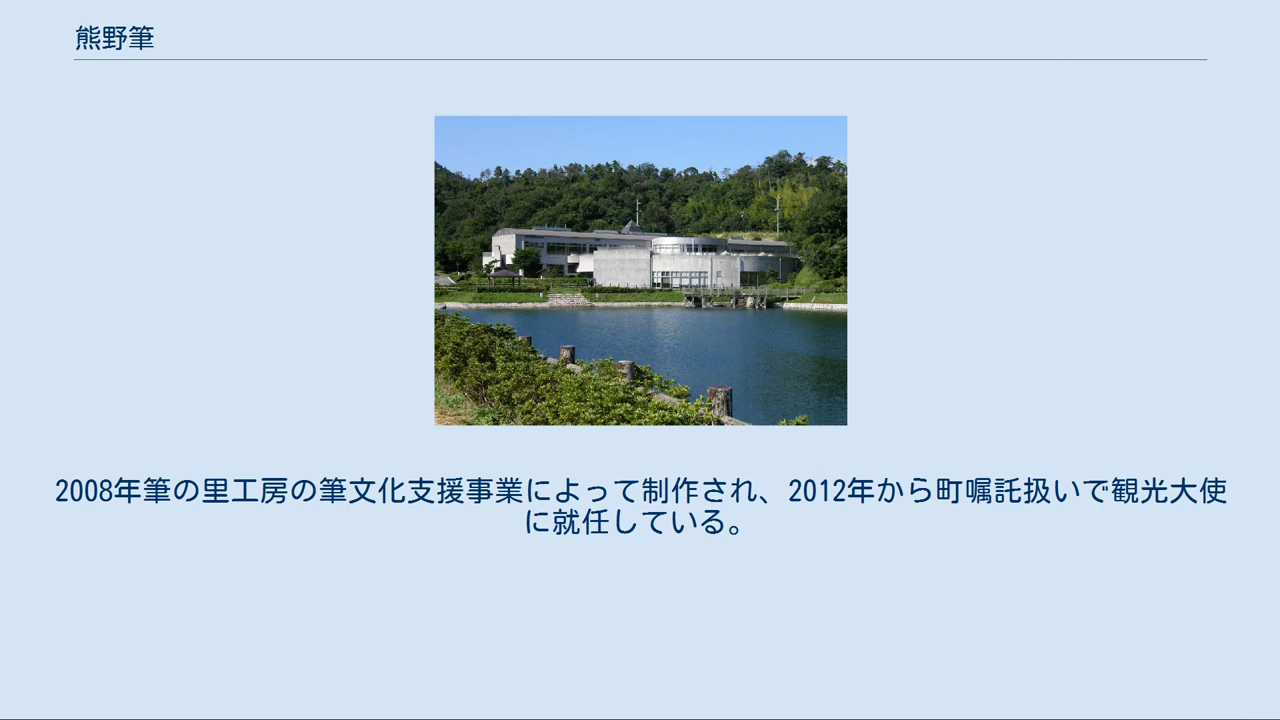 熊野筆
2008年筆の里工房の筆文化支援事業によって制作され、2012年から町嘱託扱いで観光大使
に就任している。